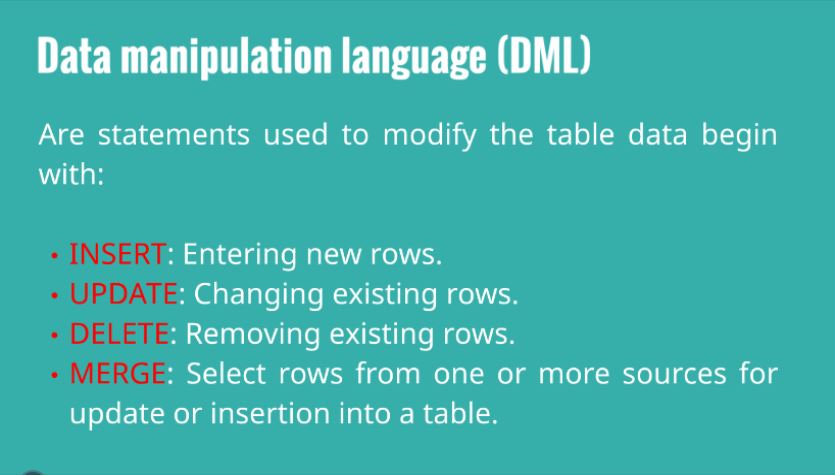 Data manipulation language (DML)
Are statements used to modify the table data begin
with:
• INSERT: Entering new rows.
• UPDATE: Changing existing rows.
• DELETE: Removing existing rows.
• MERGE: Select rows from one or more sources for
update or insertion into a table.